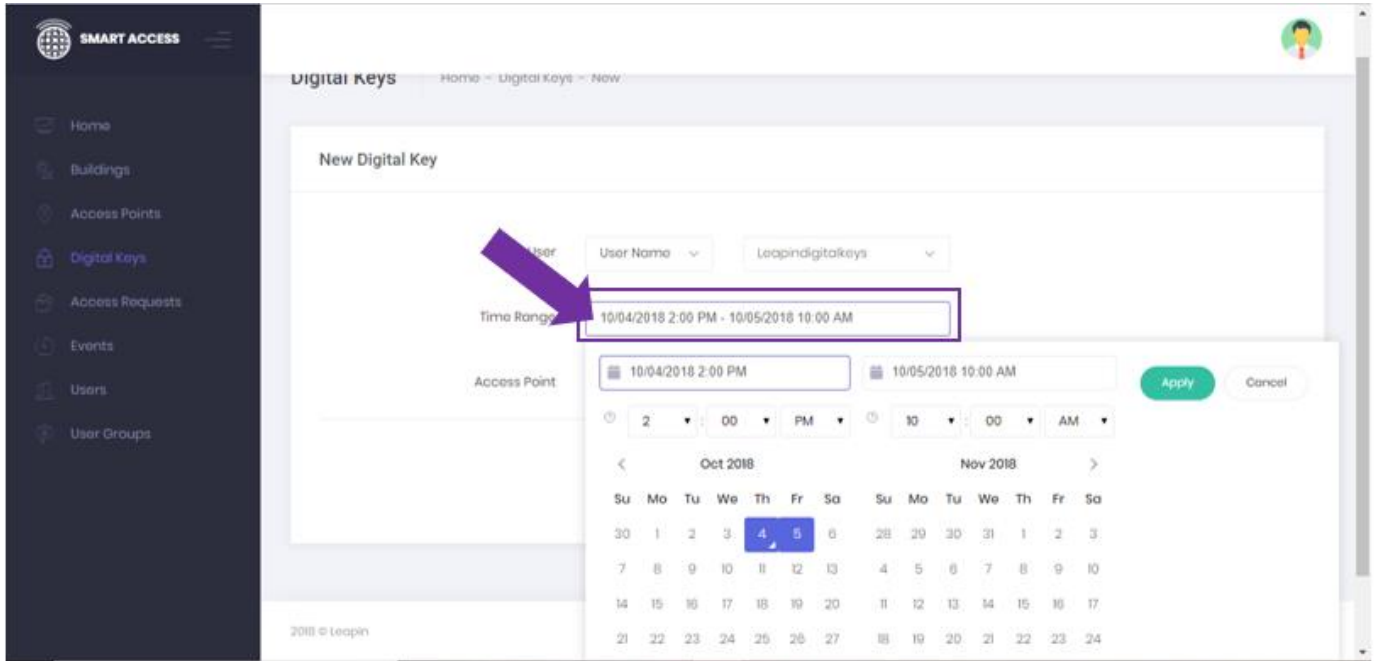 SMART ACCESS
Digital Keys Home - Digital Keys - New
Home
Buildings
Access Points
Digital Keys
Access Requests
Events
Users
User Groups
New Digital Key
User User Name Leapindigitalkeys
Time Range 10/04/2018 2:00 PM - 10/05/2018 10:00 AM
Access Point
10/04/2018 2:00 PM 10/05/2018 10:00 AM Apply Cancel
2 : 00 PM 10 : 00 AM
< Oct 2018 Nov 2018 >
Su Mo Tu We Th Fr Sa Su Mo Tu We Th Fr Sa
30 1 2 3 4 5 6 28 29 30 31 1 2 3
7 8 9 10 11 12 13 4 5 6 7 8 9 10
14 15 16 17 18 19 20 11 12 13 14 15 16 17
21 22 23 24 25 26 27 18 19 20 21 22 23 24
2018 © Leapin